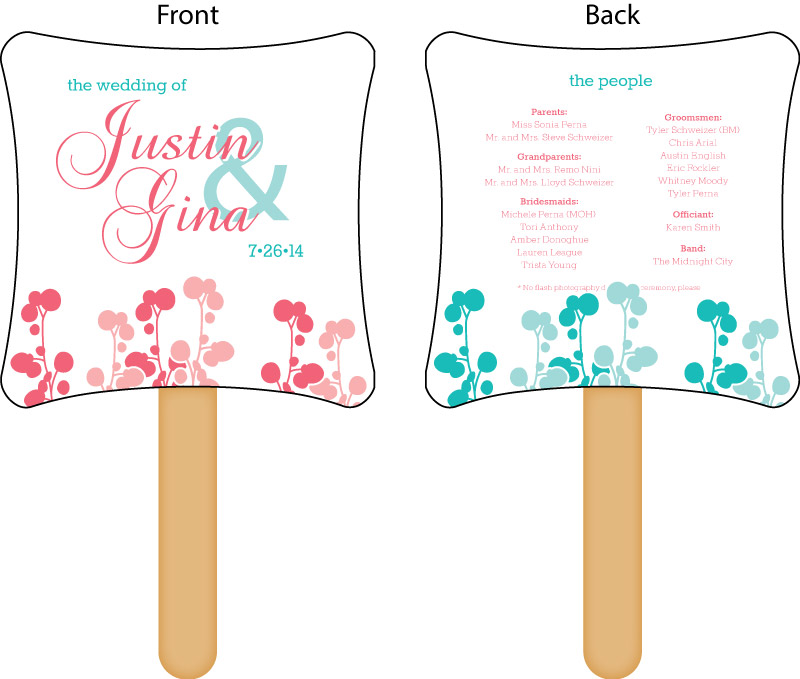 Front
the wedding of
Justin
&
Gina
7•26•14
Back
the people
Parents:
Miss Sonia Perna
Mr. and Mrs. Steve Schweizer
Grandparents:
Mr. and Mrs. Remo Nini
Mr. and Mrs. Lloyd Schweizer
Bridesmaids:
Michele Perna (MOH)
Tori Anthony
Amber Donoghue
Lauren League
Trista Young
Groomsmen:
Tyler Schweizer (BM)
Chris Arial
Austin English
Eric Rockler
Whitney Moody
Tyler Perna
Officiant:
Karen Smith
Band:
The Midnight City
* No flash photography d ceremony, please